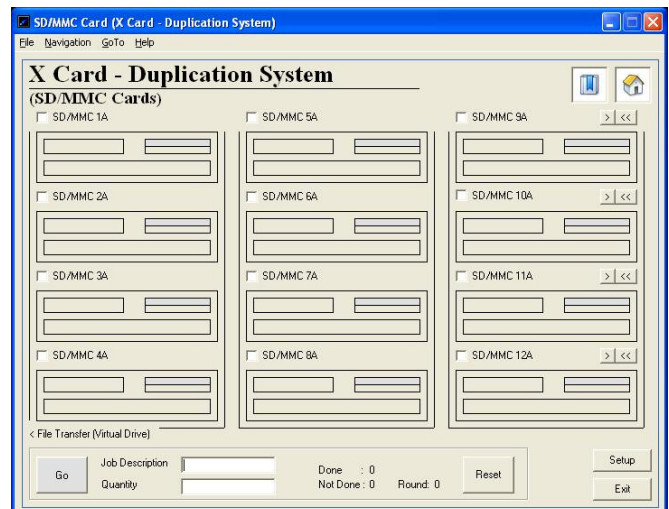 SD/MMC Card (X Card - Duplication System)
File Navigation GoTo Help
X Card - Duplication System
(SD/MMC Cards)
SD/MMC 1A SD/MMC 5A SD/MMC 9A > <<
SD/MMC 2A SD/MMC 6A SD/MMC 10A > <<
SD/MMC 3A SD/MMC 7A SD/MMC 11A > <<
SD/MMC 4A SD/MMC 8A SD/MMC 12A > <<
< File Transfer (Virtual Drive)
Go Job Description Done : 0 Reset Setup
Quantity Not Done : 0 Round: 0 Exit